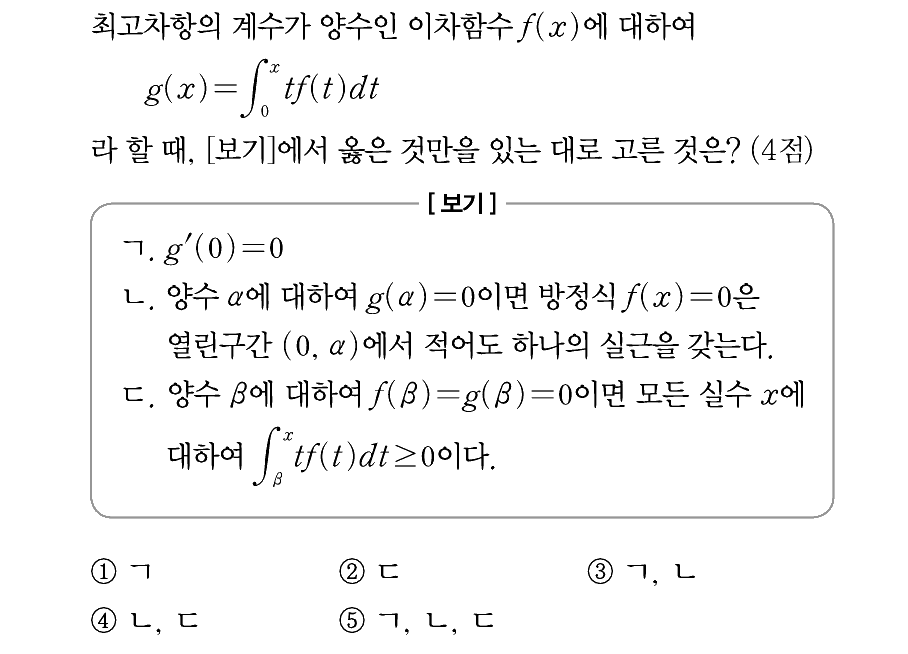 최고차항의 계수가 양수인 이차함수 f(x)에 대하여
g(x)=∫₀ˣ tf(t)dt
라 할 때, [보기]에서 옳은 것만을 있는 대로 고른 것은? (4점)
[보기]
ㄱ. g′(0)=0
ㄴ. 양수 α에 대하여 g(α)=0이면 방정식 f(x)=0은
열린구간 (0, α)에서 적어도 하나의 실근을 갖는다.
ㄷ. 양수 β에 대하여 f(β)=g(β)=0이면 모든 실수 x에
대하여 ∫_β^x tf(t)dt≥0이다.
① ㄱ ② ㄷ ③ ㄱ, ㄴ
④ ㄴ, ㄷ ⑤ ㄱ, ㄴ, ㄷ